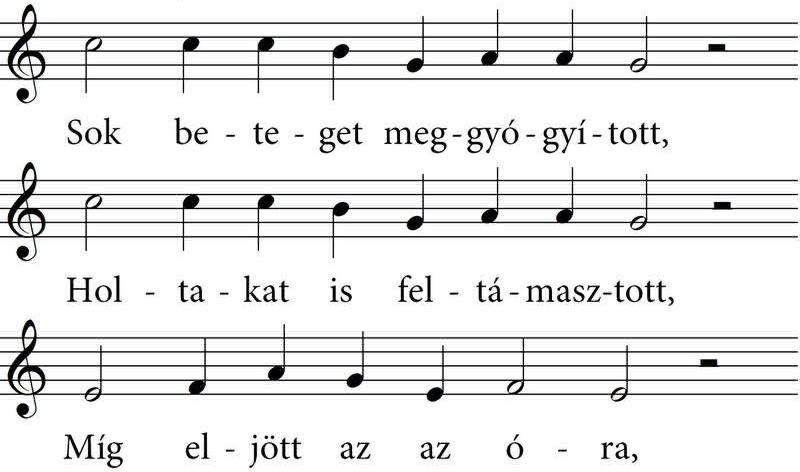 Sok be - te - get meg - gyó - gyí - tott,
Hol - ta - kat is fel - tá - masz - tott,
Míg el - jött az az ó - ra,